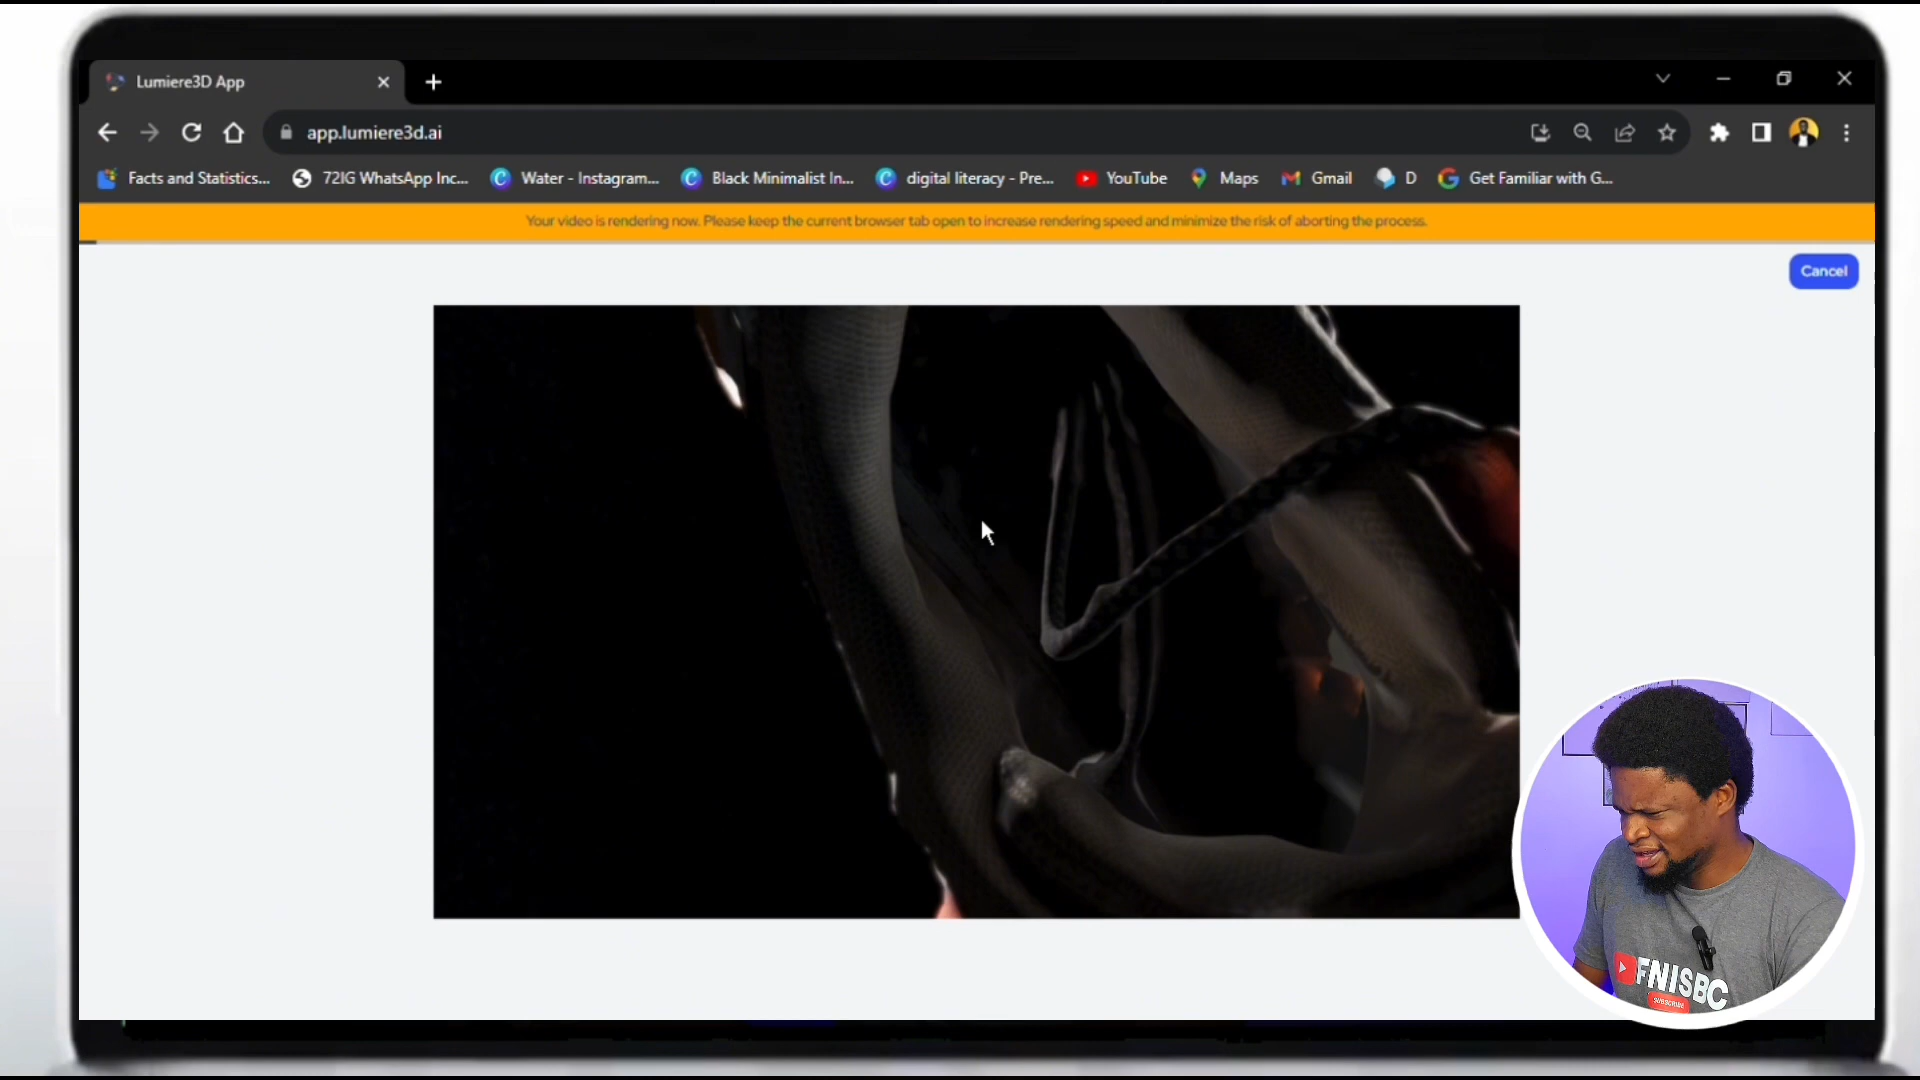 Lumiere3D App
app.lumiere3d.ai
Facts and Statistics...
72IG WhatsApp Inc...
Water - Instagram...
Black Minimalist In...
digital literacy - Pre...
YouTube
Maps
Gmail
D
Get Familiar with G...
Your video is rendering now. Please keep the current browser tab open to increase rendering speed and minimize the risk of aborting the process.
Cancel
FNISBC
SUBSCRIBE